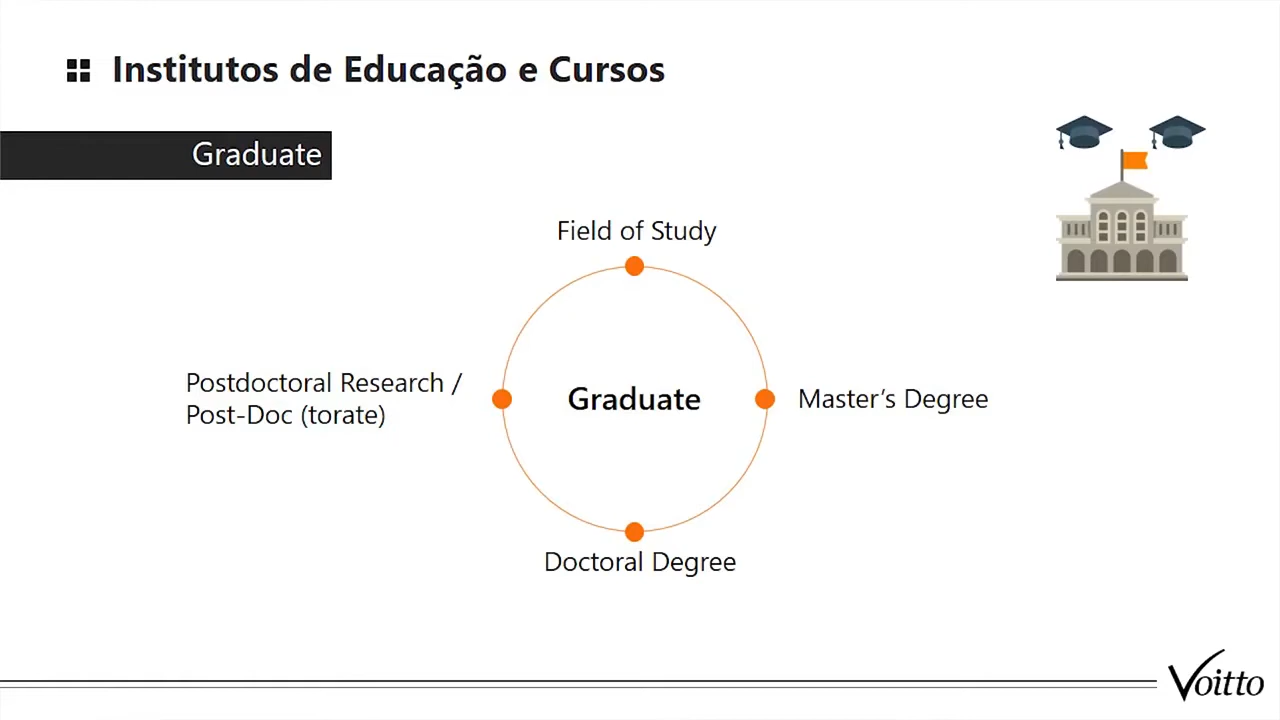 Institutos de Educação e Cursos
Graduate
Field of Study
Postdoctoral Research /
Post-Doc (torate)
Graduate
Master’s Degree
Doctoral Degree
Voitto